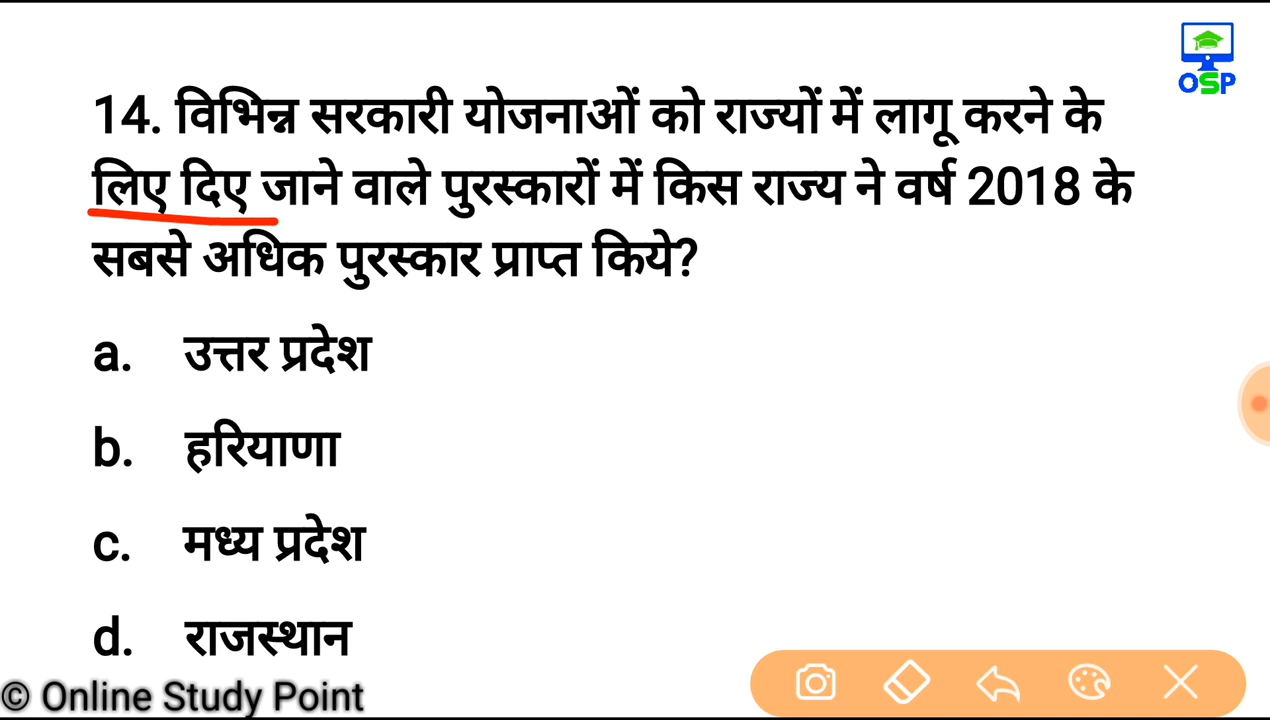 OSP
14. विभिन्न सरकारी योजनाओं को राज्यों में लागू करने के
लिए दिए जाने वाले पुरस्कारों में किस राज्य ने वर्ष 2018 के
सबसे अधिक पुरस्कार प्राप्त किये?
a. उत्तर प्रदेश
b. हरियाणा
c. मध्य प्रदेश
d. राजस्थान
© Online Study Point